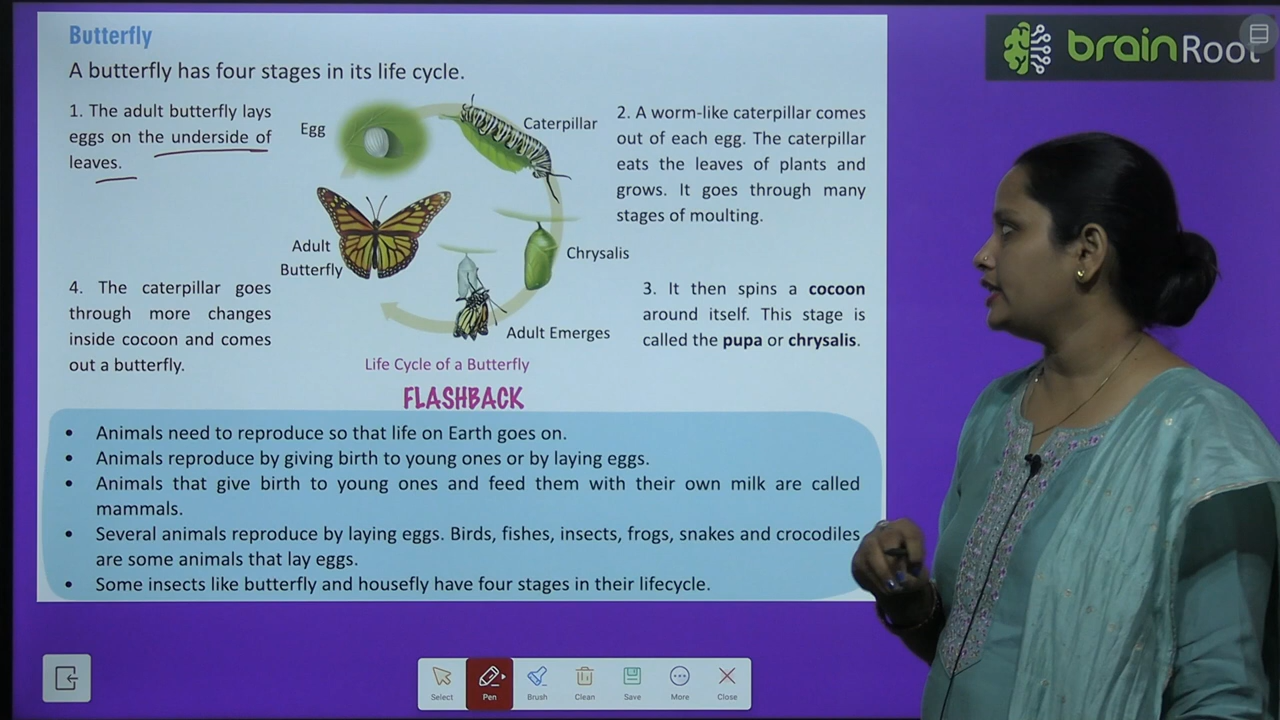 Butterfly
A butterfly has four stages in its life cycle.
1. The adult butterfly lays
eggs on the underside of
leaves.
Egg
Caterpillar
2. A worm-like caterpillar comes
out of each egg. The caterpillar
eats the leaves of plants and
grows. It goes through many
stages of moulting.
Adult
Butterfly
Chrysalis
Adult Emerges
4. The caterpillar goes
through more changes
inside cocoon and comes
out a butterfly.
3. It then spins a cocoon
around itself. This stage is
called the pupa or chrysalis.
Life Cycle of a Butterfly
FLASHBACK
• Animals need to reproduce so that life on Earth goes on.
• Animals reproduce by giving birth to young ones or by laying eggs.
• Animals that give birth to young ones and feed them with their own milk are called
mammals.
• Several animals reproduce by laying eggs. Birds, fishes, insects, frogs, snakes and crocodiles
are some animals that lay eggs.
• Some insects like butterfly and housefly have four stages in their lifecycle.
brainRoot
Select Pen Brush Clean Save More Close